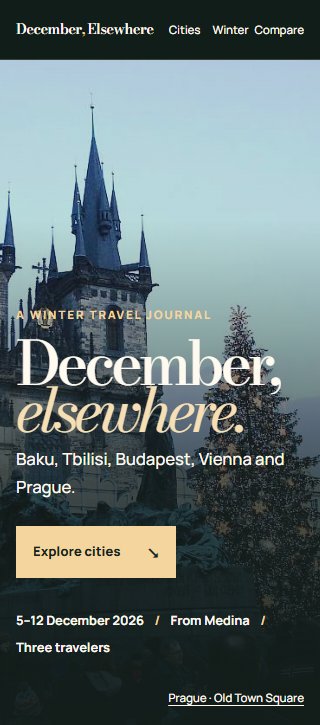 December, Elsewhere
Cities Winter Compare
A WINTER TRAVEL JOURNAL
December,
elsewhere.
Baku, Tbilisi, Budapest, Vienna and
Prague.
Explore cities ↘
5–12 December 2026 / From Medina /
Three travelers
Prague · Old Town Square